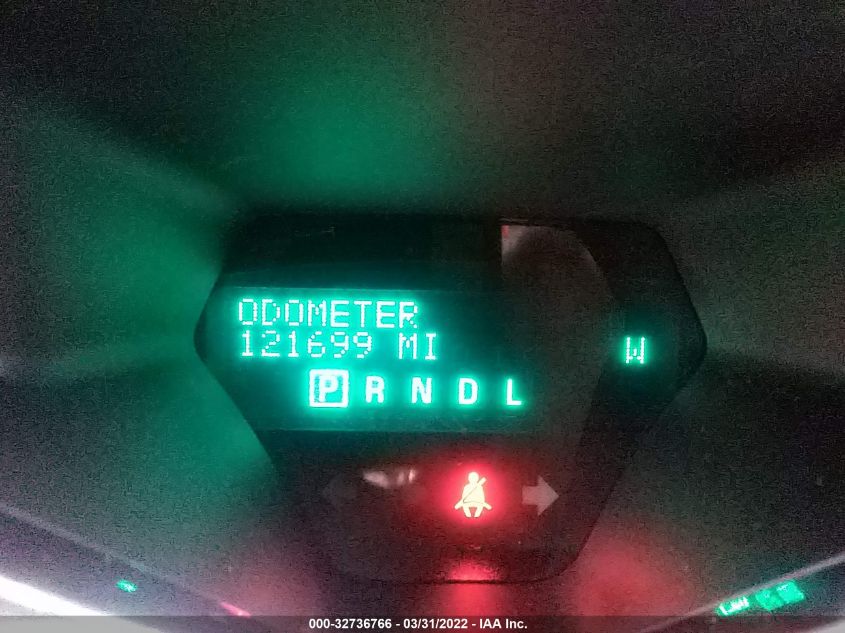 ODOMETER
121699 MI
W
P R N D L
000-32736766 - 03/31/2022 - IAA Inc.